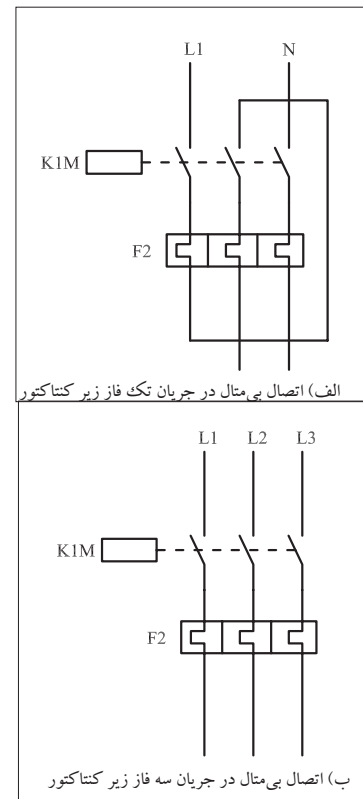 L1 N
K1M
F2
الف) اتصال بی‌متال در جریان تک فاز زیر کنتاکتور
L1 L2 L3
K1M
F2
ب) اتصال بی‌متال در جریان سه فاز زیر کنتاکتور